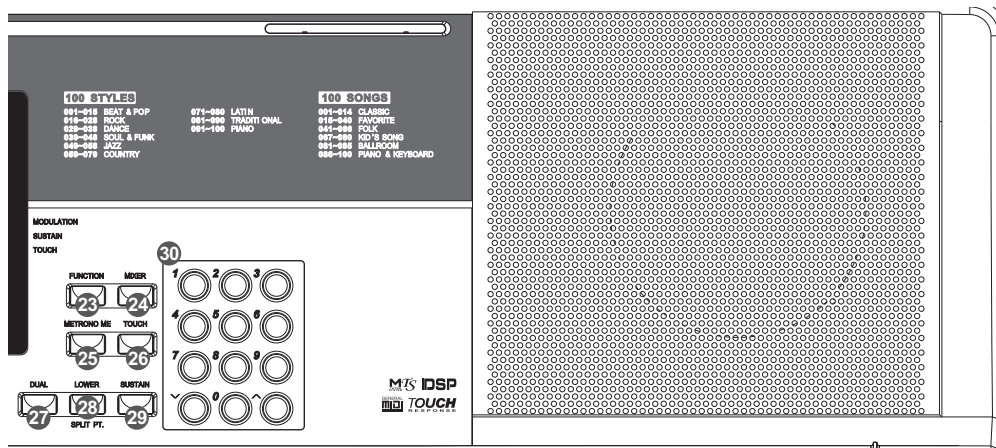 100 STYLES
001~015 BEAT & POP
016~028 ROCK
029~038 DANCE
039~048 SOUL & FUNK
049~058 JAZZ
059~070 COUNTRY
071~080 LATIN
081~090 TRADITI ONAL
091~100 PIANO
100 SONGS
001~014 CLASSIC
015~040 FAVORITE
041~066 FOLK
067~080 KID'S SONG
081~085 BALLROOM
086~100 PIANO & KEYBOARD
MODULATION
SUSTAIN
TOUCH
30
FUNCTION MIXER
23 24
METRONO ME TOUCH
25 26
DUAL LOWER SUSTAIN
27 28 29
SPLIT PT.
1 2 3
4 5 6
7 8 9
0
DSP
GENERAL MIDI
TOUCH RESPONSE